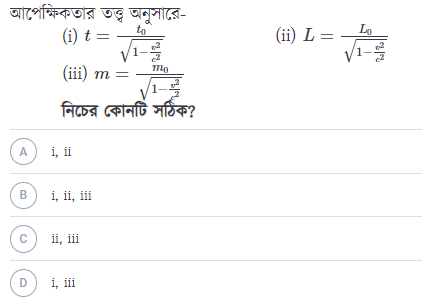 আপেক্ষিকতার তত্ত্ব অনুসারে-
(i) t = t₀/√(1−v²/c²) (ii) L = L₀/√(1−v²/c²)
(iii) m = m₀/√(1−v²/c²)
নিচের কোনটি সঠিক?
A i, ii
B i, ii, iii
C ii, iii
D i, iii